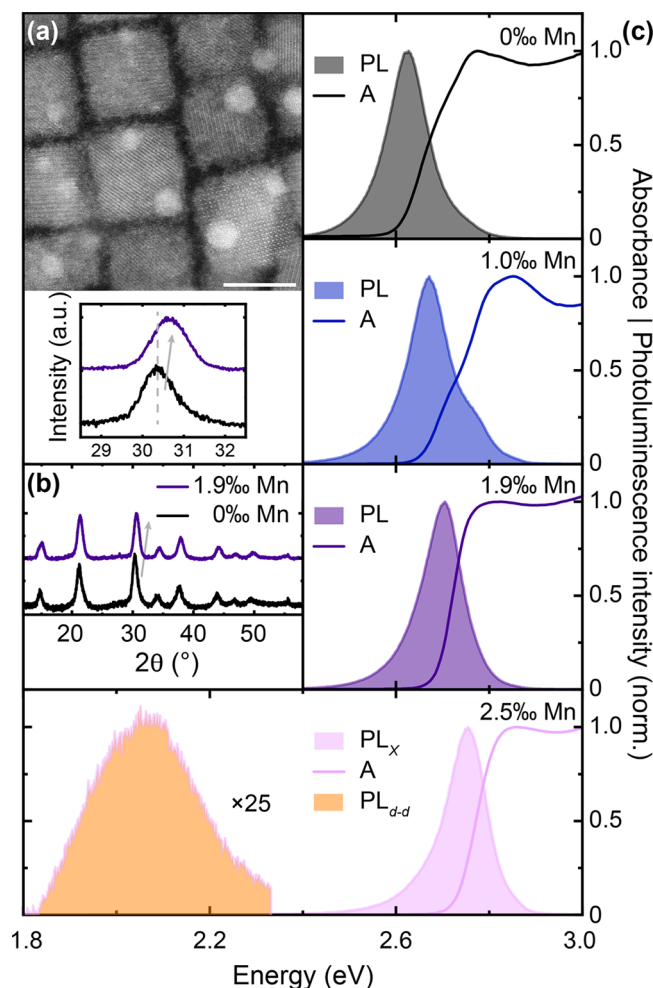 (a)
Intensity (a.u.)
29 30 31 32
(b)
1.9‰ Mn
0‰ Mn
20 30 40 50
2θ (°)
(c)
0‰ Mn
PL
A
1.0
0.5
0
1.0‰ Mn
PL
A
1.0
0.5
0
1.9‰ Mn
PL
A
1.0
0.5
0
2.5‰ Mn
PLX
A
PLd-d
×25
1.0
0.5
0
1.8 2.2 2.6 3.0
Energy (eV)
Absorbance | Photoluminescence intensity (norm.)